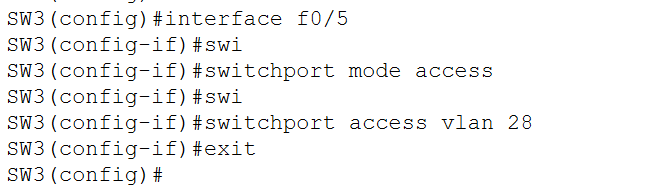 SW3(config)#interface f0/5
SW3(config-if)#swi
SW3(config-if)#switchport mode access
SW3(config-if)#swi
SW3(config-if)#switchport access vlan 28
SW3(config-if)#exit
SW3(config)#